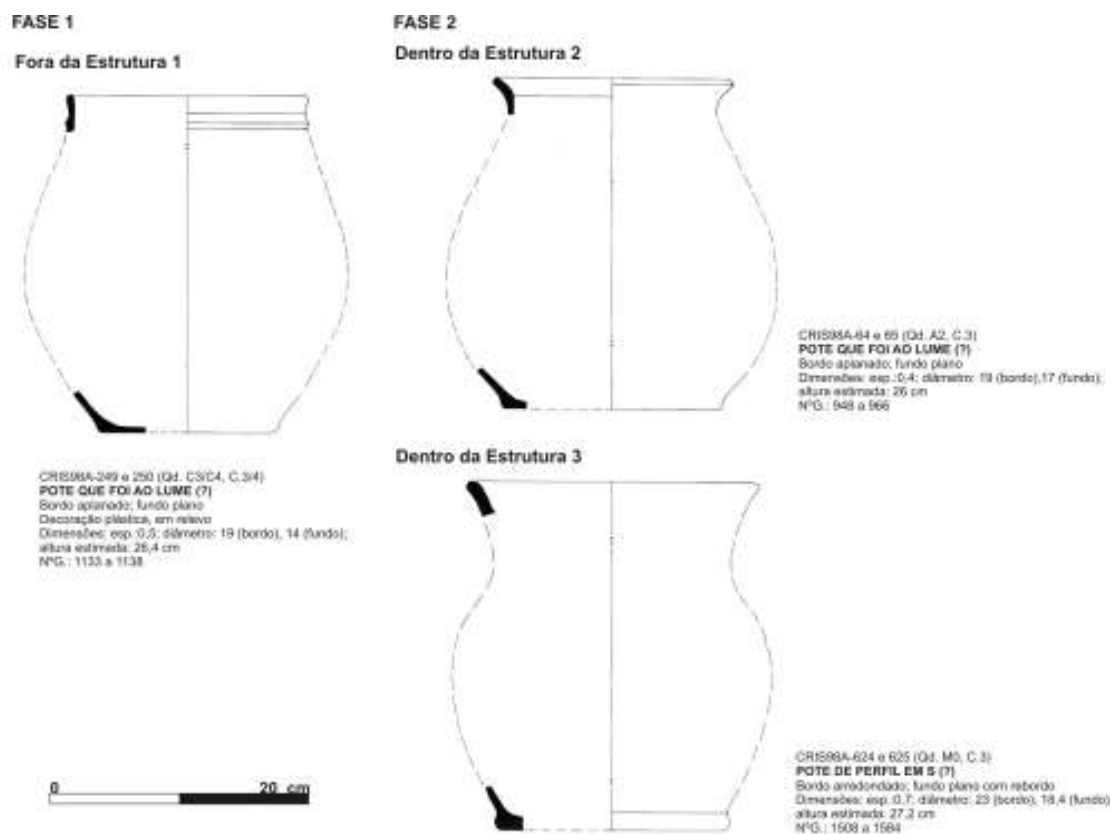 FASE 1
Fora da Estrutura 1
FASE 2
Dentro da Estrutura 2
CRIS98A-64 e 65 (Qd. A2, C.3)
POTE QUE FOI AO LUME (?)
Bordo aplanado; fundo plano
Dimensões: esp.:0,4; diâmetro: 19 (bordo),17 (fundo);
altura estimada: 26 cm
NºG.: 948 a 966
Dentro da Estrutura 3
CRIS98A-249 e 250 (Qd. C3/C4, C.3/4)
POTE QUE FOI AO LUME (?)
Bordo aplanado; fundo plano
Decoração plástica, em relevo
Dimensões: esp.:0,5; diâmetro: 19 (bordo), 14 (fundo);
altura estimada: 26,4 cm
NºG.: 1133 a 1138
CRIS98A-624 e 625 (Qd. M0, C.3)
POTE DE PERFIL EM S (?)
Bordo arredondado; fundo plano com rebordo
Dimensões: esp.:0,7; diâmetro: 23 (bordo), 18,4 (fundo)
altura estimada: 27,2 cm
NºG.: 1508 a 1584
0 20 cm